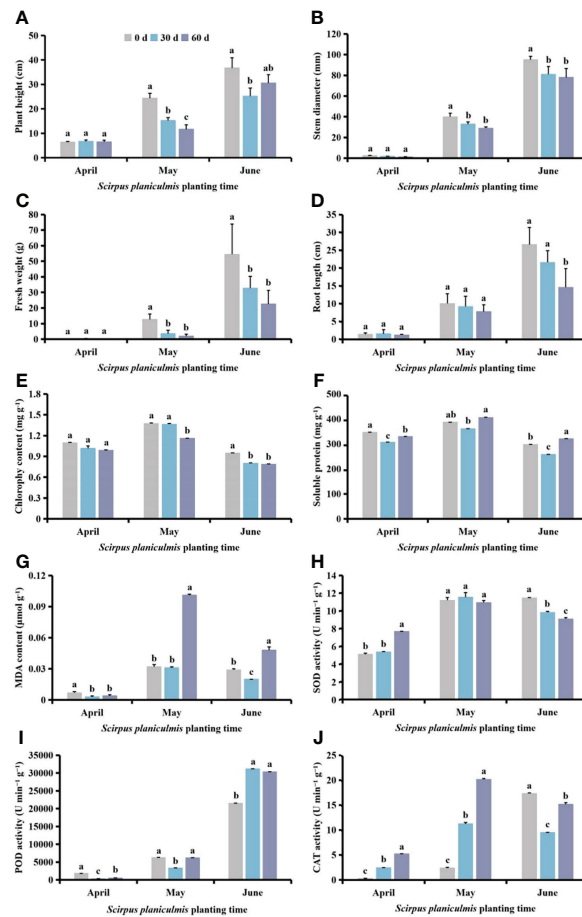 A
0 d 30 d 60 d
Plant height (cm)
50
40
30
20
10
0
a a a
a b c
a b ab
April May June
Scirpus planiculmis planting time
B
Stem diameter (mm)
120
100
80
60
40
20
0
a a a
a b b
a b b
April May June
Scirpus planiculmis planting time
C
Fresh weight (g)
80
70
60
50
40
30
20
10
0
a a a
a b b
a b b
April May June
Scirpus planiculmis planting time
D
Root length (cm)
35
30
25
20
15
10
5
0
a a a
a a a
a a b
April May June
Scirpus planiculmis planting time
E
Chlorophy content (mg g⁻¹)
1.8
1.5
1.2
0.9
0.6
0.3
0
a a a
a a b
a b b
April May June
Scirpus planiculmis planting time
F
Soluble protein (mg g⁻¹)
500
400
300
200
100
0
a c b
ab b a
b c a
April May June
Scirpus planiculmis planting time
G
MDA content (μmol g⁻¹)
0.12
0.09
0.06
0.03
0
a b b
b b a
b c a
April May June
Scirpus planiculmis planting time
H
SOD activity (U min⁻¹ g⁻¹)
14
12
10
8
6
4
2
0
b b a
a a a
a b c
April May June
Scirpus planiculmis planting time
I
POD activity (U min⁻¹ g⁻¹)
35000
30000
25000
20000
15000
10000
5000
0
a c b
a b a
b a a
April May June
Scirpus planiculmis planting time
J
CAT activity (U min⁻¹ g⁻¹)
25
20
15
10
5
0
c b a
c b a
a c b
April May June
Scirpus planiculmis planting time